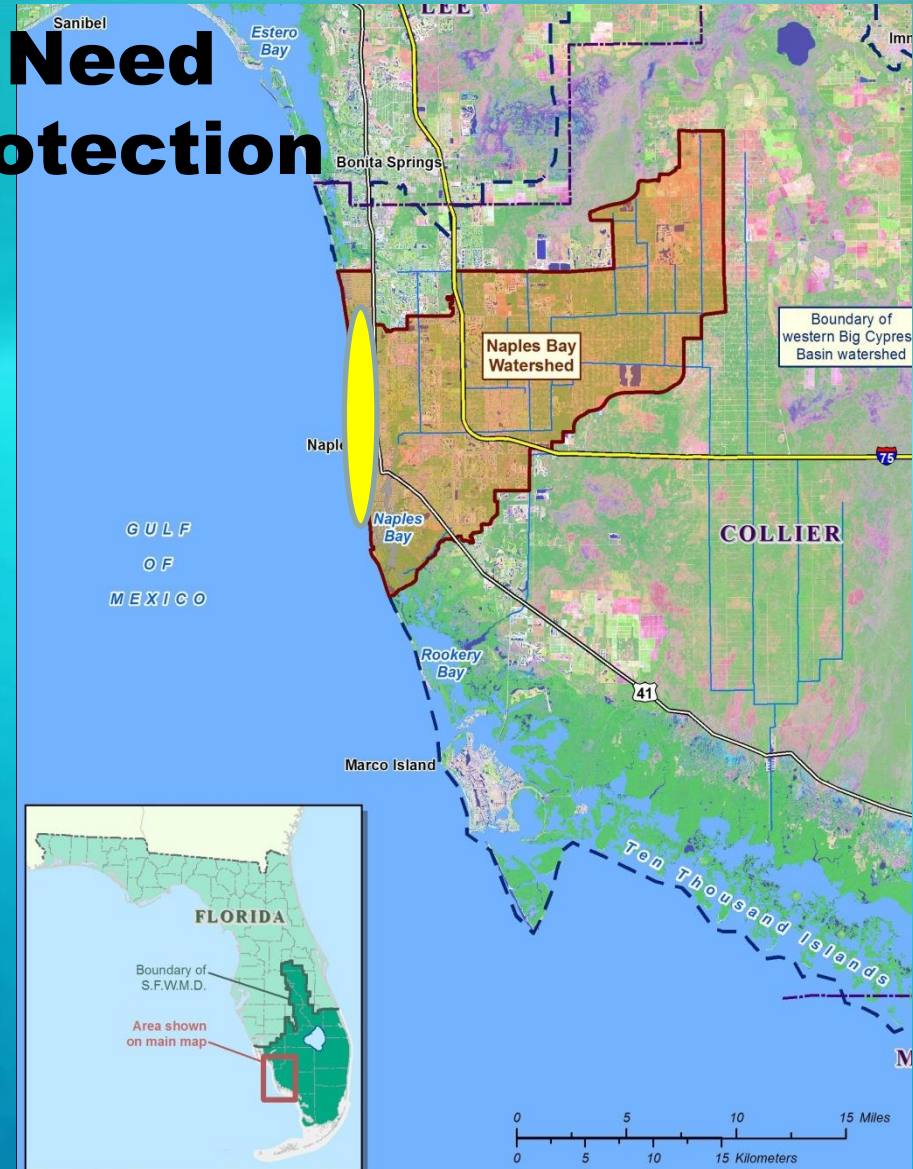 LEE
Sanibel
Need
otection
Estero
Bay
Imr
Bonita Springs
Boundary of
western Big Cypres
Basin watershed
Naples Bay
Watershed
Naple
75
Naples
Bay
COLLIER
GULF
OF
MEXICO
Rookery
Bay
41
Marco Island
Ten Thousand Islands
FLORIDA
Boundary of
S.F.W.M.D.
Area shown
on main map
M
0 5 10 15 Miles
0 5 10 15 Kilometers